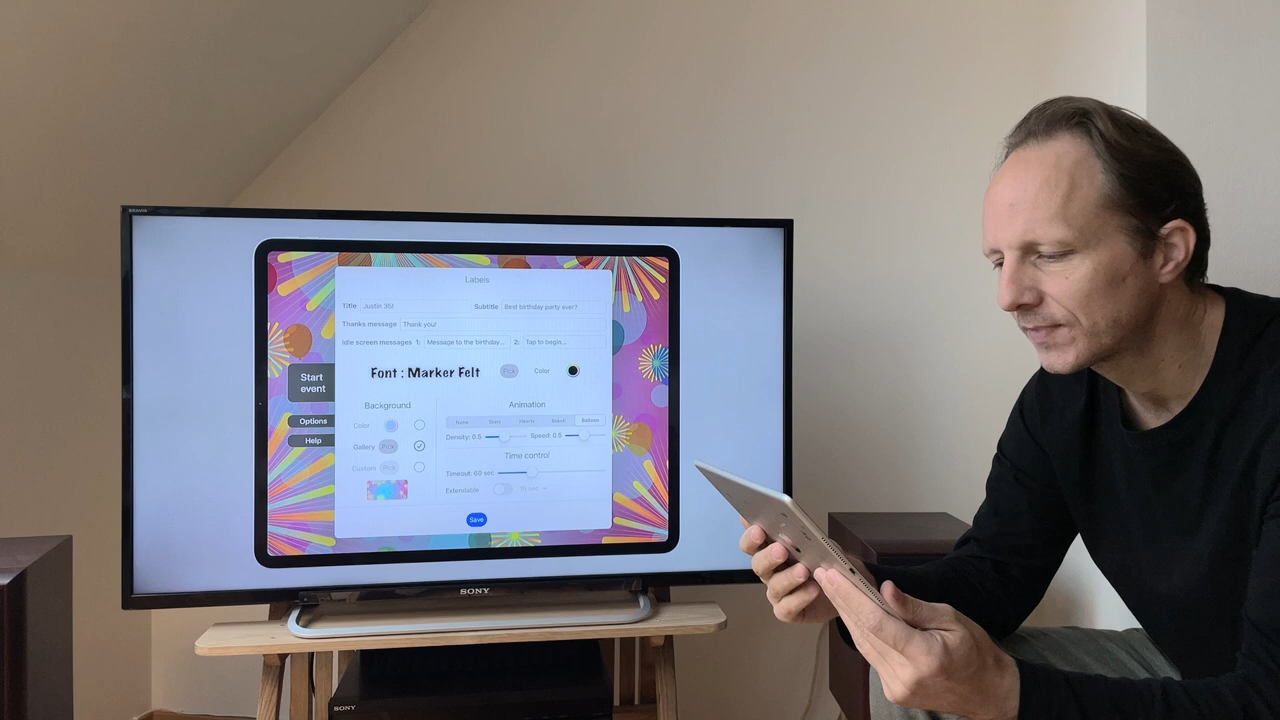 BRAVIA
Labels
Title Justin 35! Subtitle Best birthday party ever?
Thanks message Thank you!
Idle screen messages 1: Message to the birthday... 2: Tap to begin...
Font : Marker Felt Pick Color
Start
event
Options
Help
Background
Color
Gallery Pick
Custom Pick
Animation
None Stars Hearts Balloons
Density: 0.5 Speed: 0.5
Time control
Timeout: 60 sec
Extendable 15 sec
Save
SONY
SONY